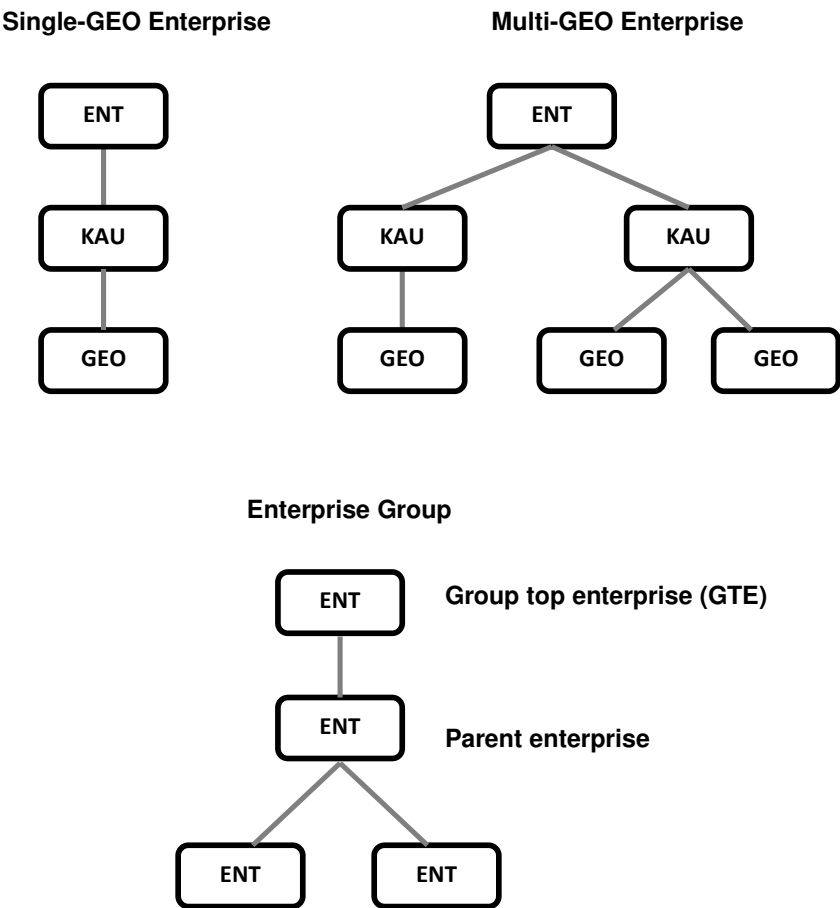 Single-GEO Enterprise
Multi-GEO Enterprise
ENT
ENT
KAU
KAU
KAU
GEO
GEO
GEO
GEO
Enterprise Group
ENT
Group top enterprise (GTE)
ENT
Parent enterprise
ENT
ENT